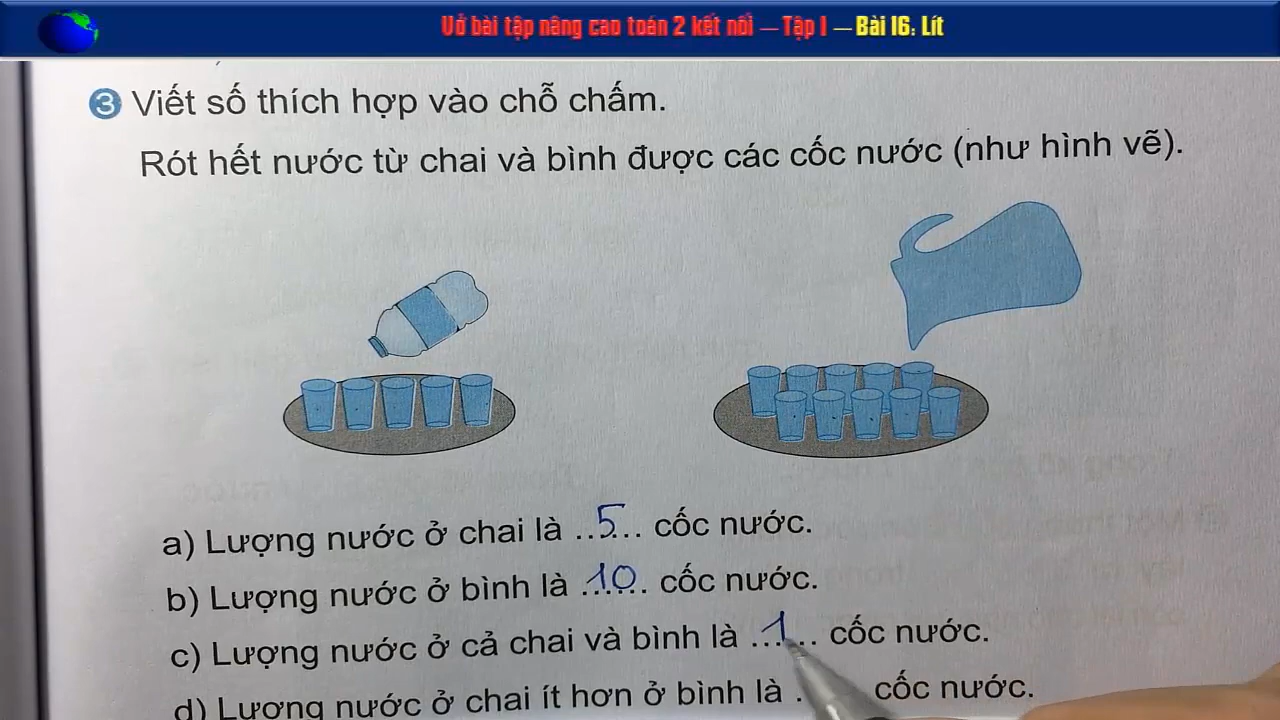 Vở bài tập nâng cao toán 2 kết nối – Tập 1 – Bài 16: Lít
3 Viết số thích hợp vào chỗ chấm.
Rót hết nước từ chai và bình được các cốc nước (như hình vẽ).
a) Lượng nước ở chai là ..5... cốc nước.
b) Lượng nước ở bình là .10.... cốc nước.
c) Lượng nước ở cả chai và bình là ..1... cốc nước.
d) Lượng nước ở chai ít hơn ở bình là . cốc nước.